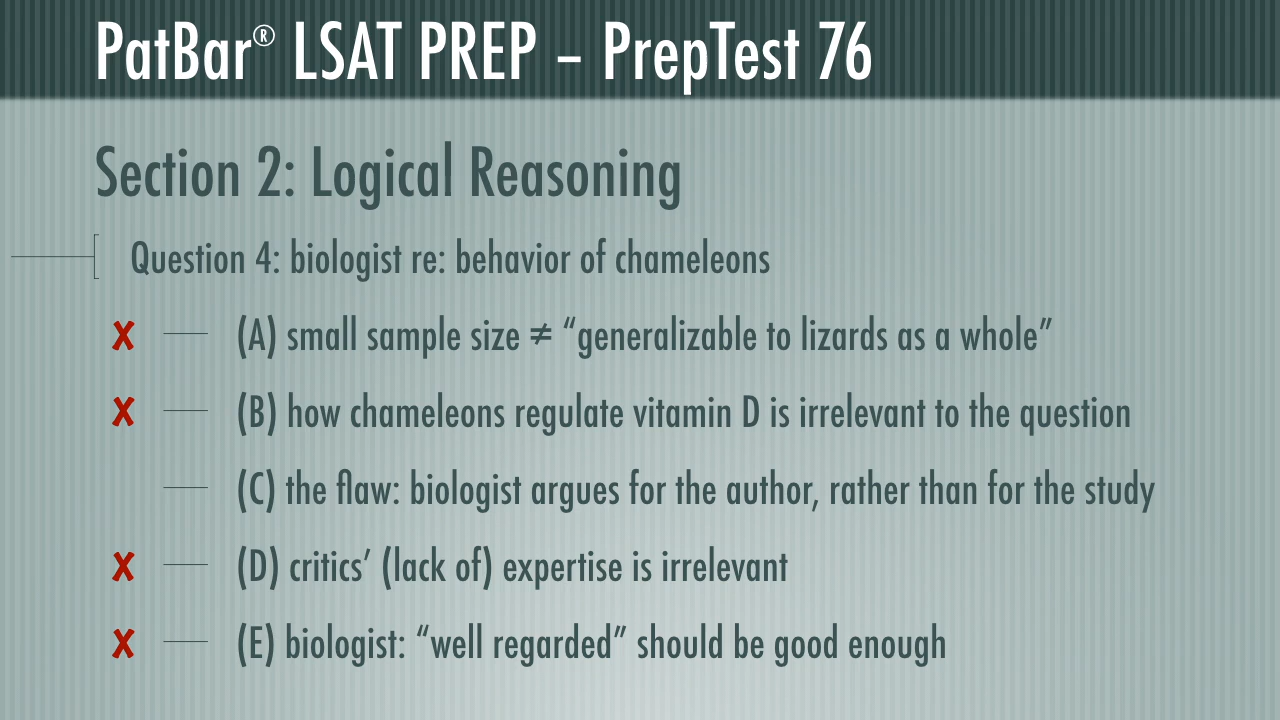 PatBar® LSAT PREP – PrepTest 76
Section 2: Logical Reasoning
Question 4: biologist re: behavior of chameleons
✘ (A) small sample size ≠ “generalizable to lizards as a whole”
✘ (B) how chameleons regulate vitamin D is irrelevant to the question
(C) the flaw: biologist argues for the author, rather than for the study
✘ (D) critics’ (lack of) expertise is irrelevant
✘ (E) biologist: “well regarded” should be good enough